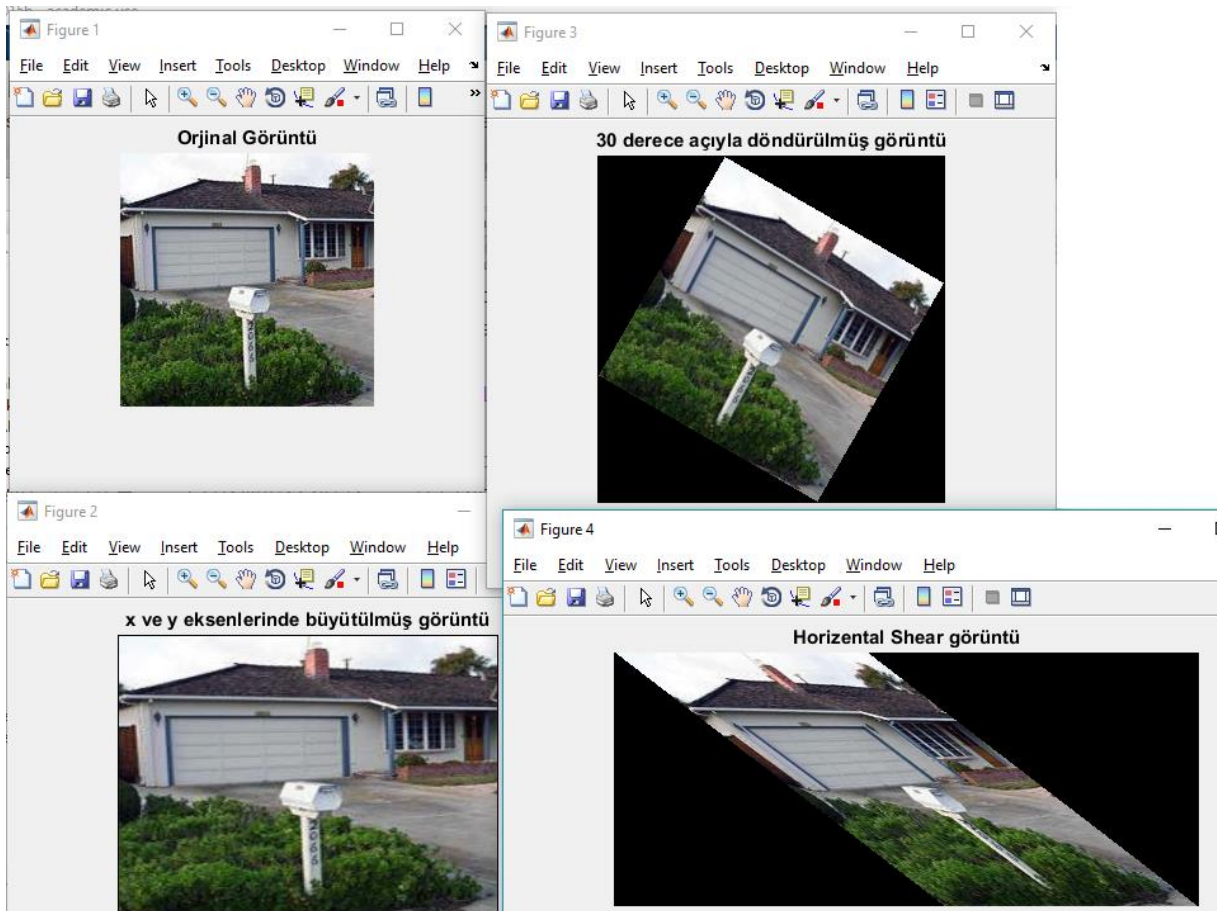 Figure 1
File Edit View Insert Tools Desktop Window Help
Orjinal Görüntü
2066
Figure 3
File Edit View Insert Tools Desktop Window Help
30 derece açıyla döndürülmüş görüntü
Figure 2
File Edit View Insert Tools Desktop Window Help
x ve y eksenlerinde büyütülmüş görüntü
2066
Figure 4
File Edit View Insert Tools Desktop Window Help
Horizental Shear görüntü